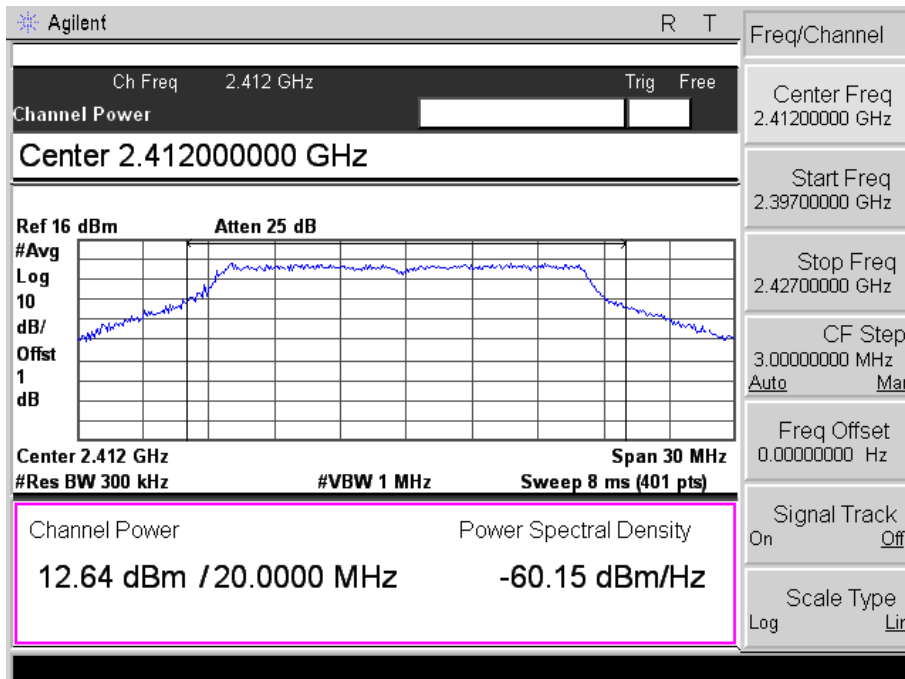 Agilent R T
Freq/Channel
Ch Freq 2.412 GHz Trig Free
Channel Power
Center 2.412000000 GHz
Ref 16 dBm Atten 25 dB
#Avg
Log
10
dB/
Offst
1
dB
Center 2.412 GHz Span 30 MHz
#Res BW 300 kHz #VBW 1 MHz Sweep 8 ms (401 pts)
Channel Power Power Spectral Density
12.64 dBm / 20.0000 MHz -60.15 dBm/Hz
Center Freq
2.41200000 GHz
Start Freq
2.39700000 GHz
Stop Freq
2.42700000 GHz
CF Step
3.00000000 MHz
Auto Man
Freq Offset
0.00000000 Hz
Signal Track
On Off
Scale Type
Log Lin